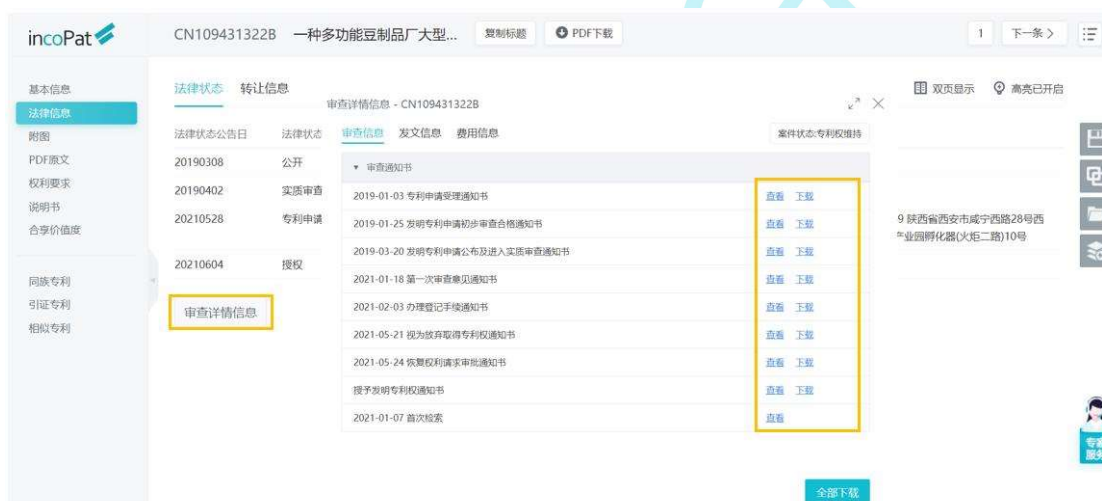 incoPat
CN109431322B 一种多功能豆制品厂大型... 复制标题 PDF下载 1 下一条 >
基本信息
法律信息
附图
PDF原文
权利要求
说明书
合享价值度
同族专利
引证专利
相似专利
法律状态 转让信息
双页显示 高亮已开启
法律状态公告日 法律状态
20190308 公开
20190402 实质审查
20210528 专利申请
9 陕西省西安市咸宁西路28号西
业园孵化器(火炬二路)10号
20210604 授权
审查详情信息
审查详情信息 - CN109431322B
审查信息 发文信息 费用信息 案件状态:专利权维持
审查通知书
2019-01-03 专利申请受理通知书 查看 下载
2019-01-25 发明专利申请初步审查合格通知书 查看 下载
2019-03-20 发明专利申请公布及进入实质审查通知书 查看 下载
2021-01-18 第一次审查意见通知书 查看 下载
2021-02-03 办理登记手续通知书 查看 下载
2021-05-21 视为放弃取得专利权通知书 查看 下载
2021-05-24 恢复权利请求审批通知书 查看 下载
授予发明专利权通知书 查看 下载
2021-01-07 首次检索 查看
全部下载
专家
服务